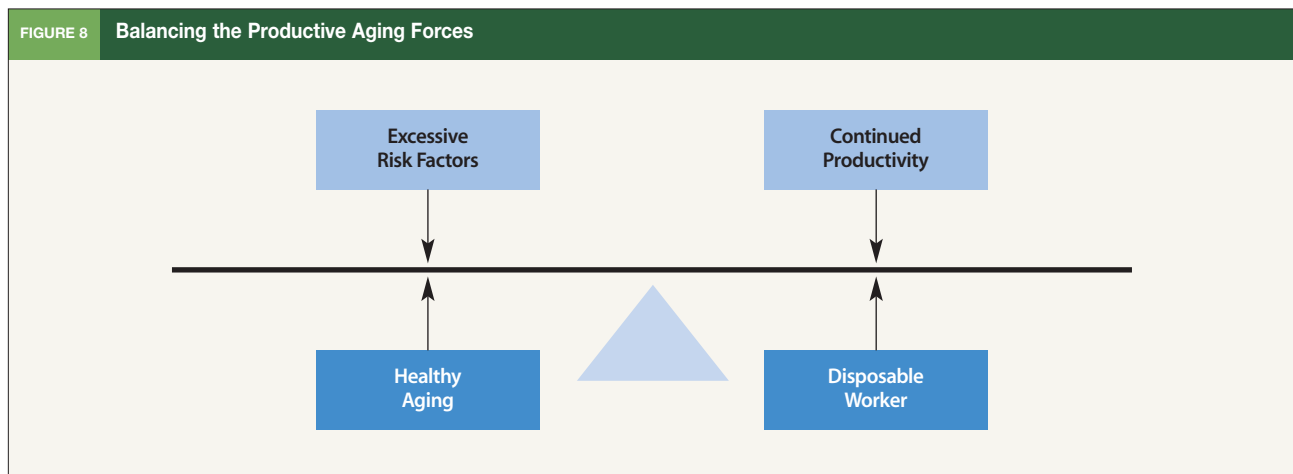 FIGURE 8
Balancing the Productive Aging Forces
Excessive
Risk Factors
Continued
Productivity
Healthy
Aging
Disposable
Worker